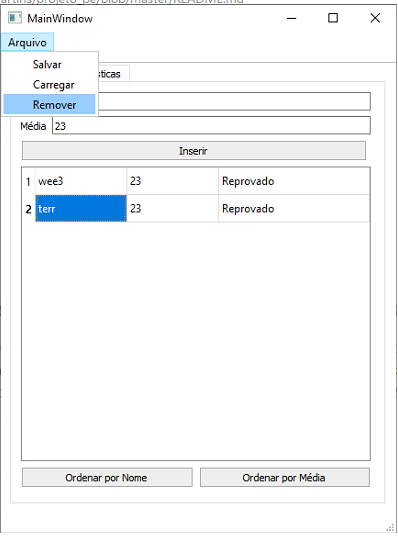 artins/projeto_pe/blob/master/README.md
MainWindow
Arquivo
Salvar
Carregar
Remover
sticas
Média 23
Inserir
1 wee3 23 Reprovado
2 terr 23 Reprovado
Ordenar por Nome Ordenar por Média